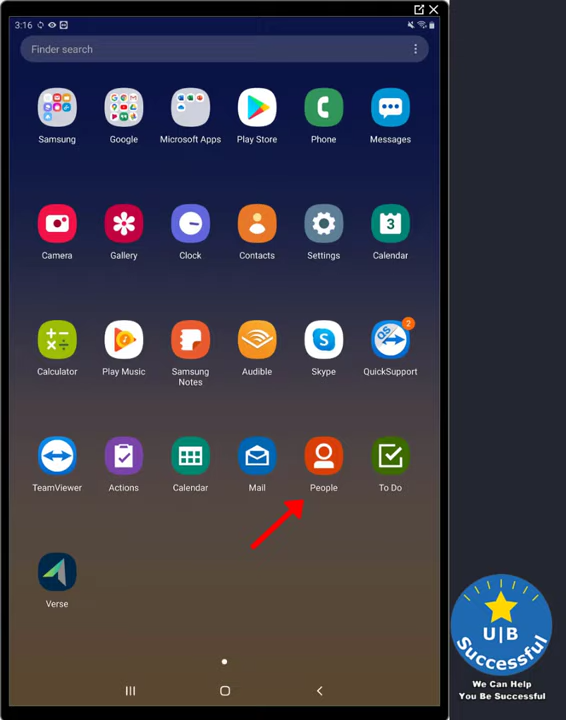 3:16
Finder search
Samsung
Google
Microsoft Apps
Play Store
Phone
Messages
Camera
Gallery
Clock
Contacts
Settings
3
Calendar
Calculator
Play Music
Samsung
Notes
Audible
S
Skype
QS
2
QuickSupport
TeamViewer
Actions
Calendar
Mail
People
To Do
Verse
U|B
Successful
We Can Help
You Be Successful